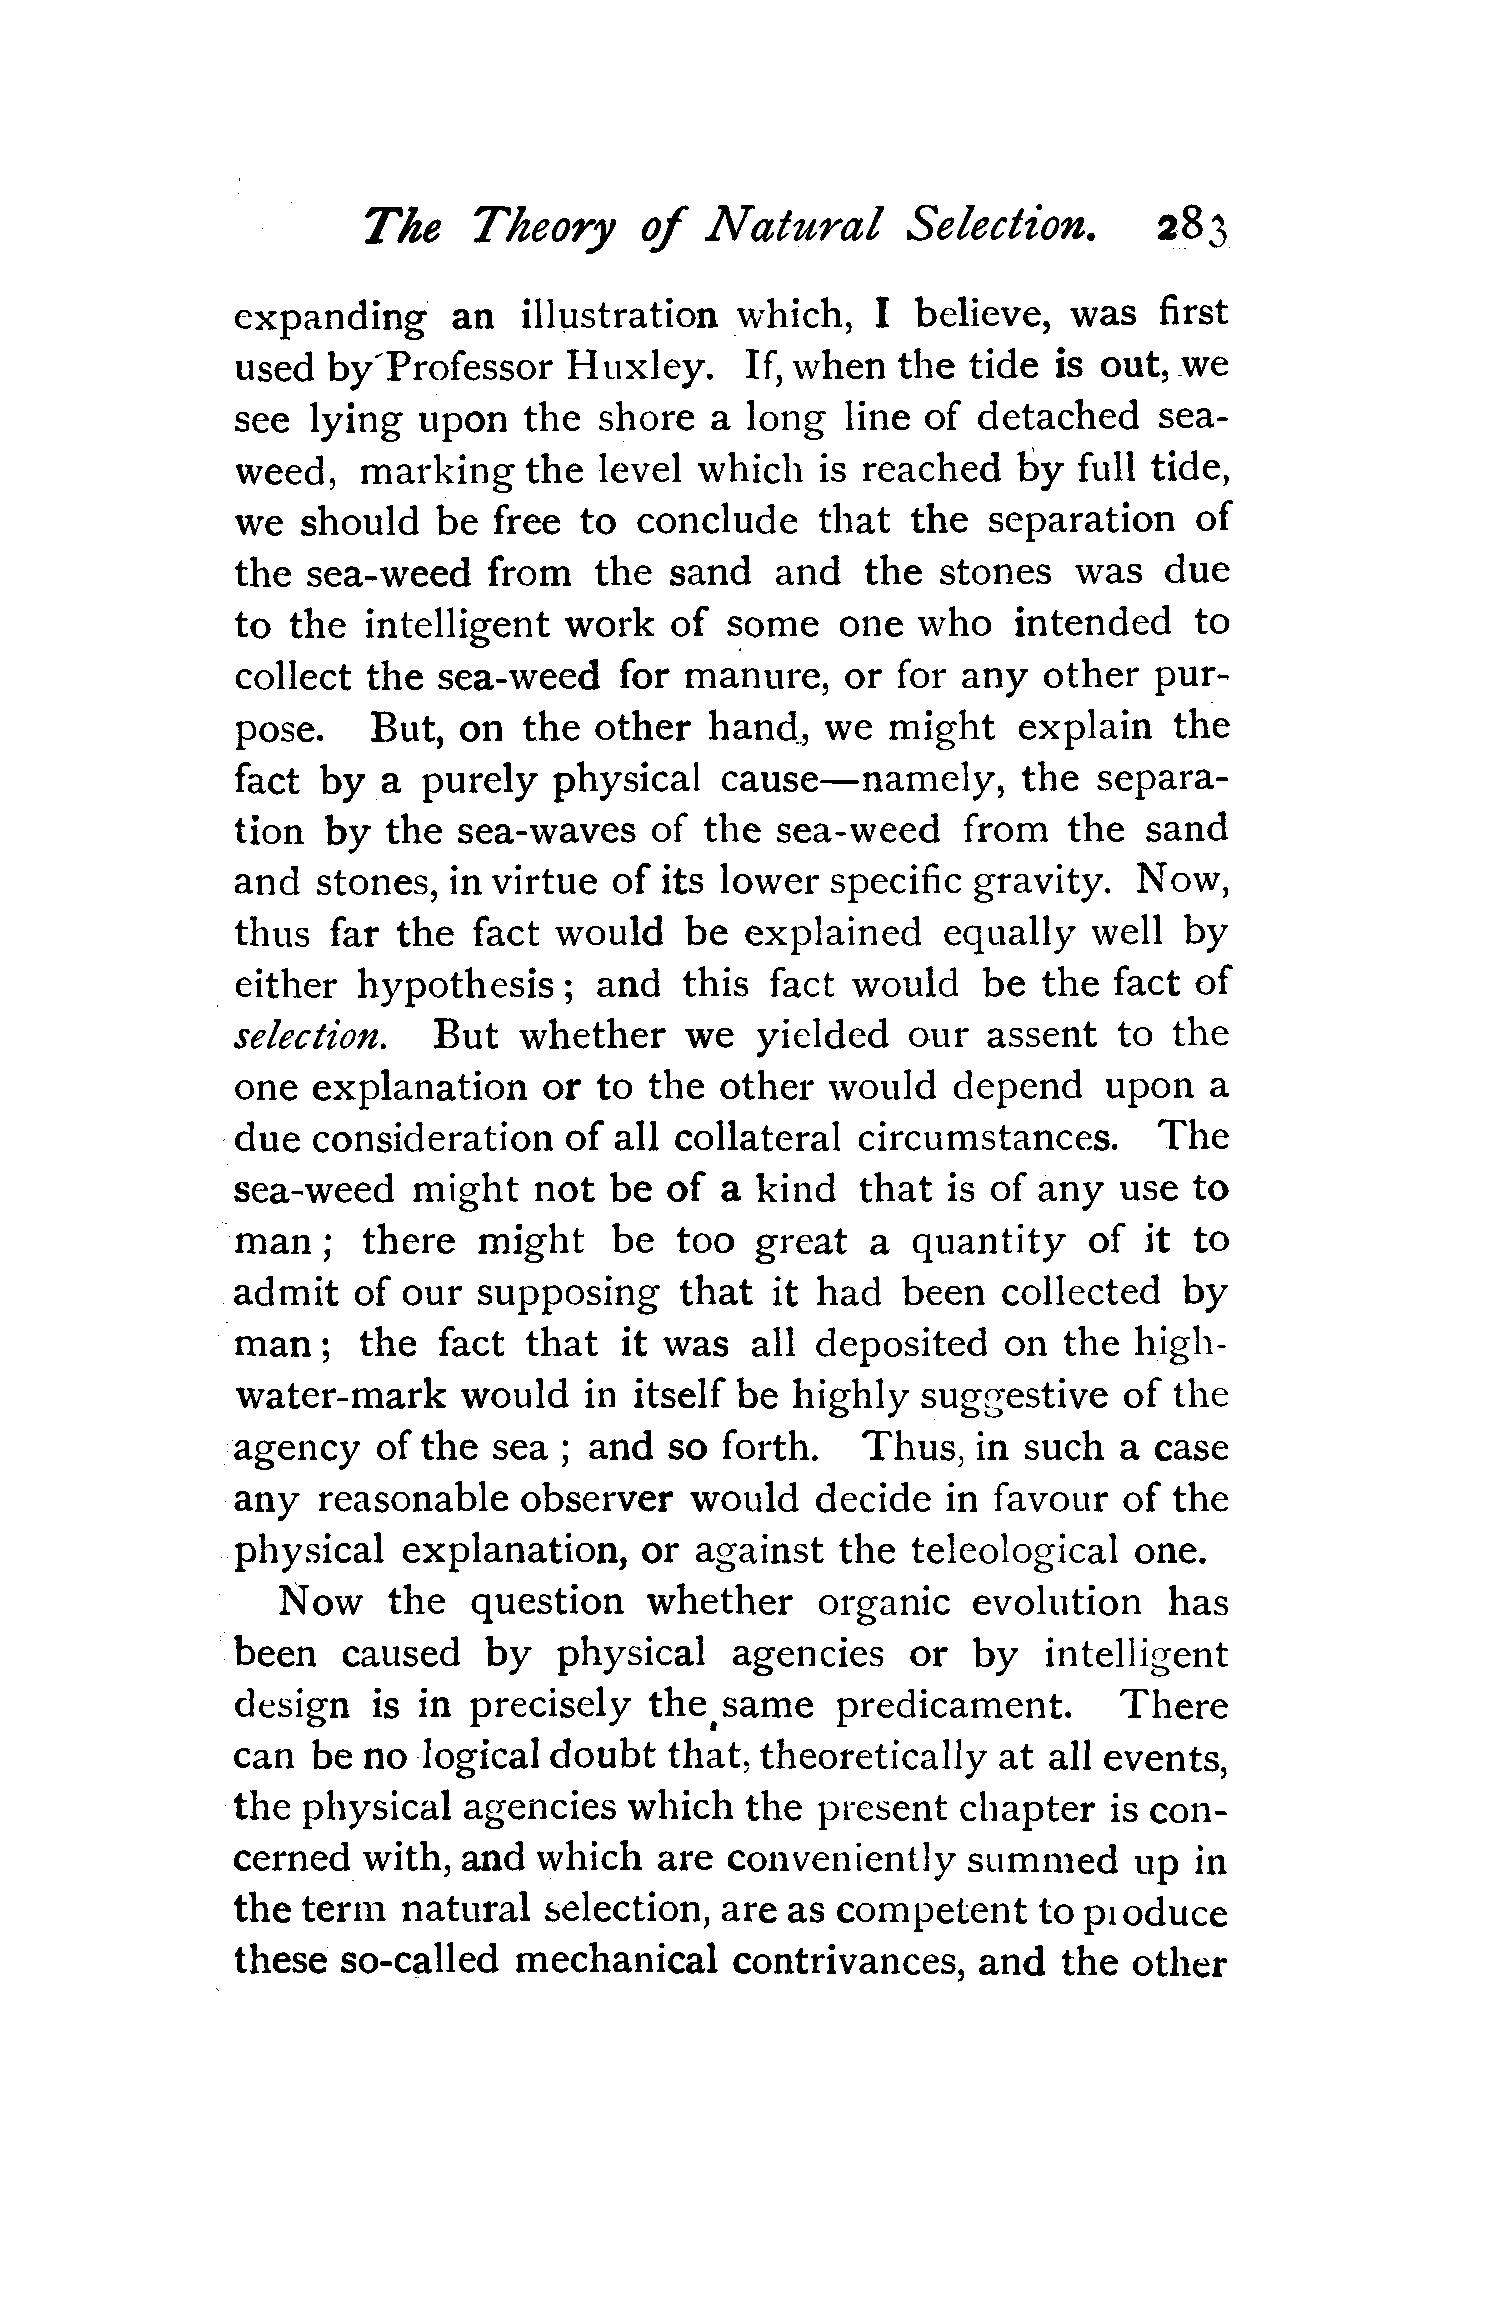 The Theory of Natural Selection. 283
expanding an illustration which, I believe, was first
used by Professor Huxley. If, when the tide is out, we
see lying upon the shore a long line of detached sea-
weed, marking the level which is reached by full tide,
we should be free to conclude that the separation of
the sea-weed from the sand and the stones was due
to the intelligent work of some one who intended to
collect the sea-weed for manure, or for any other pur-
pose. But, on the other hand, we might explain the
fact by a purely physical cause—namely, the separa-
tion by the sea-waves of the sea-weed from the sand
and stones, in virtue of its lower specific gravity. Now,
thus far the fact would be explained equally well by
either hypothesis ; and this fact would be the fact of
selection. But whether we yielded our assent to the
one explanation or to the other would depend upon a
due consideration of all collateral circumstances. The
sea-weed might not be of a kind that is of any use to
man ; there might be too great a quantity of it to
admit of our supposing that it had been collected by
man ; the fact that it was all deposited on the high-
water-mark would in itself be highly suggestive of the
agency of the sea ; and so forth. Thus, in such a case
any reasonable observer would decide in favour of the
physical explanation, or against the teleological one.
Now the question whether organic evolution has
been caused by physical agencies or by intelligent
design is in precisely the same predicament. There
can be no logical doubt that, theoretically at all events,
the physical agencies which the present chapter is con-
cerned with, and which are conveniently summed up in
the term natural selection, are as competent to produce
these so-called mechanical contrivances, and the other